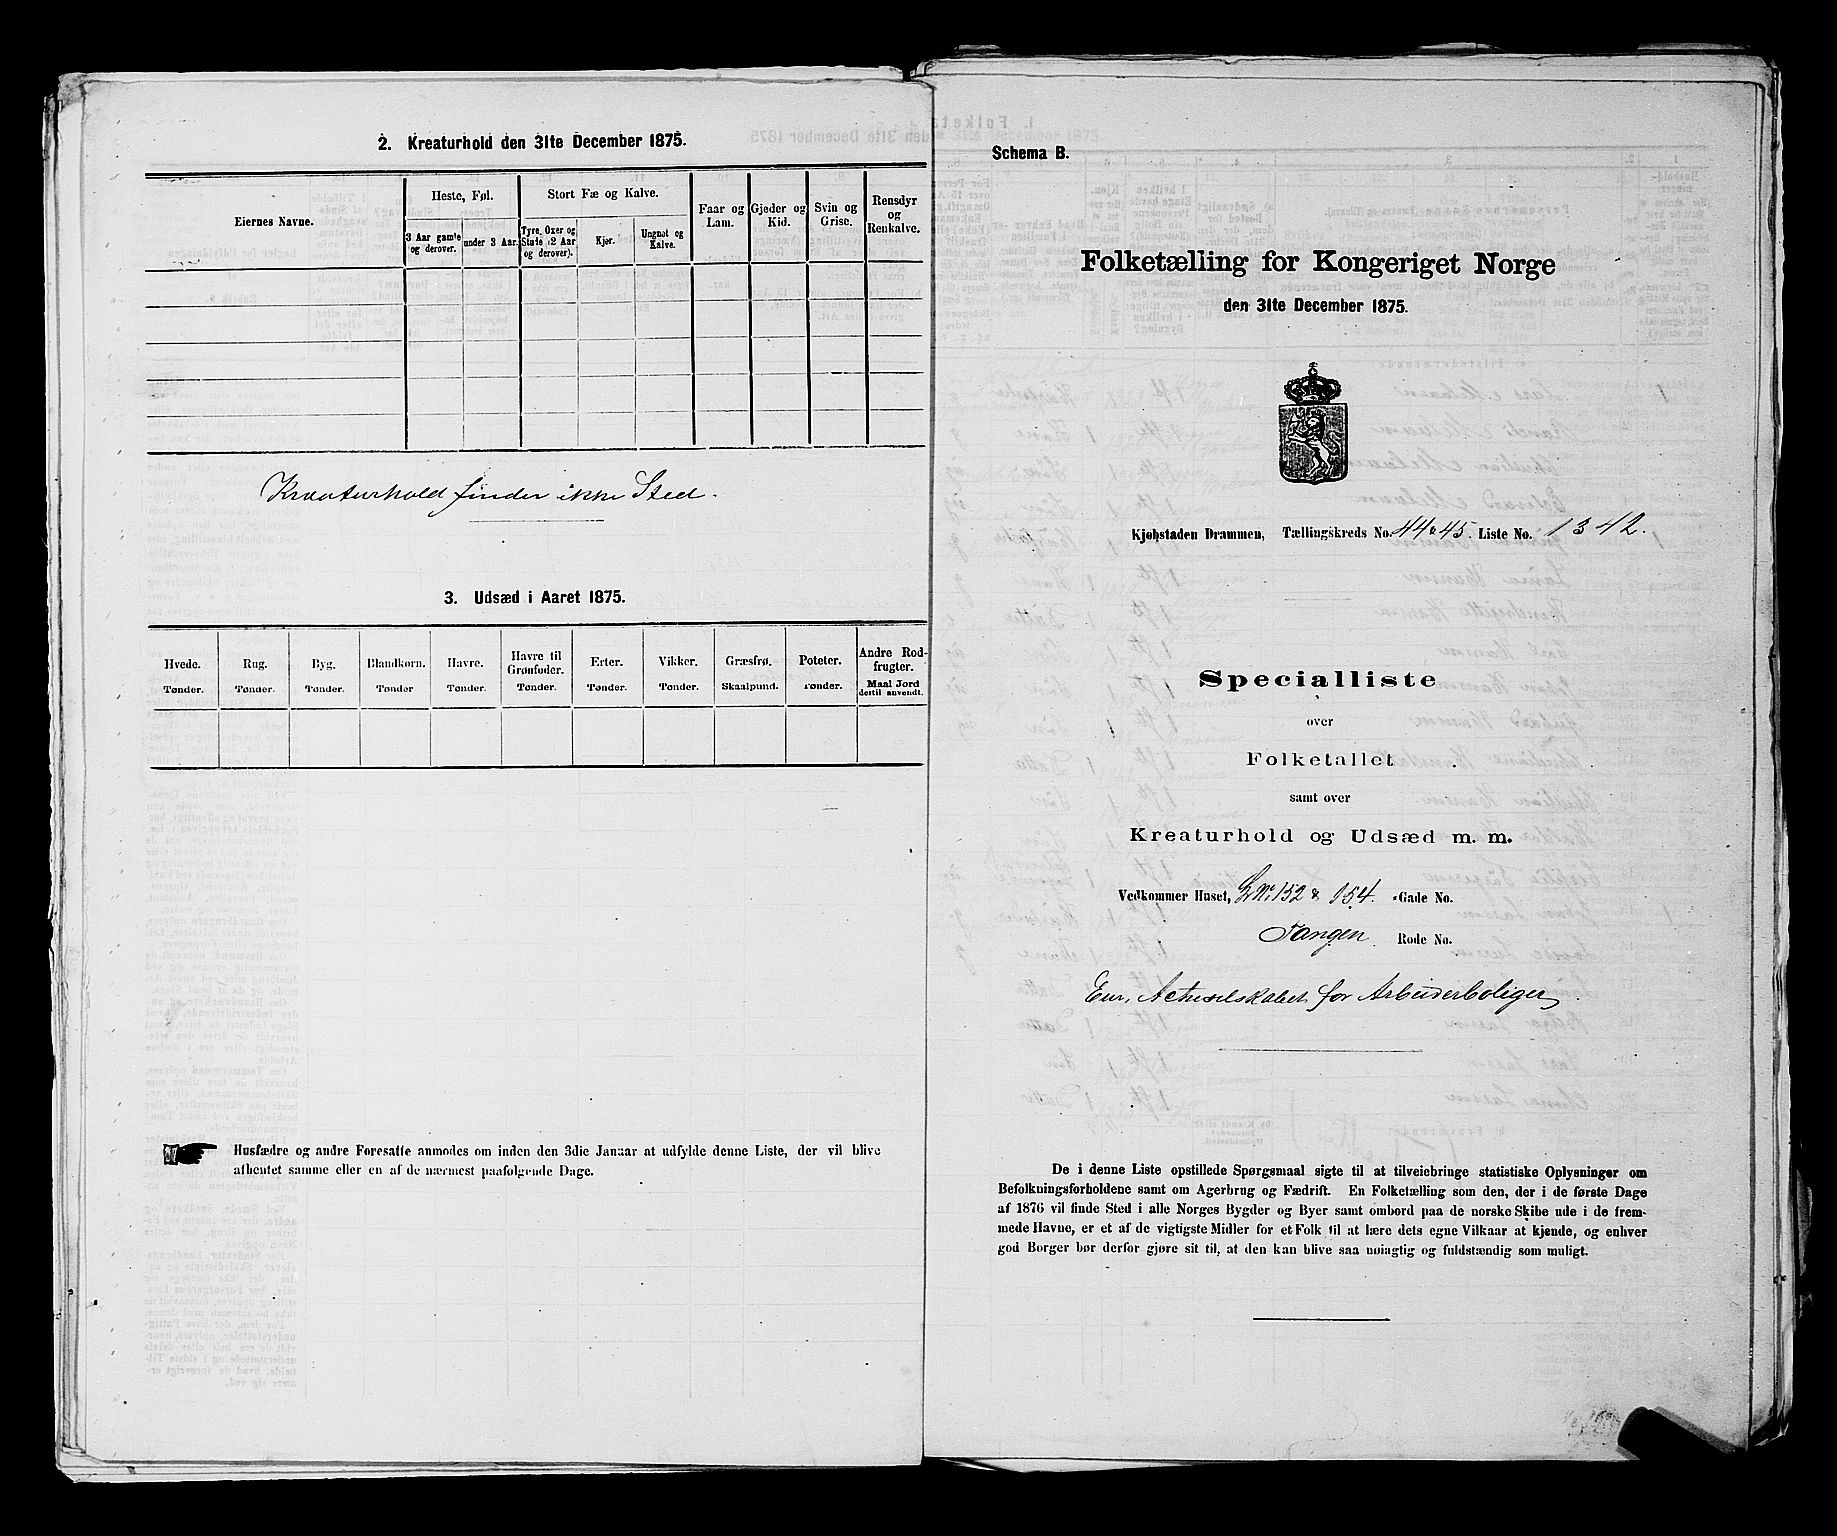 2. Kreaturhold den 31te December 1875.
Eiernes Navne.
Heste, Føl.
Stort Fæ og Kalve.
Faar og Lam.
Gjeder og Kid.
Svin og Grise.
Rensdyr og Renkalve.
3 Aar gamle og derover.
under 3 Aar.
Tyre, Oxer og Stude (2 Aar og derover).
Kjør.
Ungnøt og Kalve.
Kreaturhold finder ikke Sted.
3. Udsæd i Aaret 1875.
Hvede. Tønder.
Rug. Tønder.
Byg. Tønder.
Blandkorn. Tønder
Havre. Tønder.
Havre til Grønfoder. Tønder.
Erter. Tønder.
Vikker. Tønder.
Græsfrø. Skaalpund.
Poteter. Tønder.
Andre Rodfrugter. Maal Jord dertil anvendt.
Husfædre og andre Foresatte anmodes om inden den 3die Januar at udfylde denne Liste, der vil blive
afhentet samme eller en af de nærmest paafølgende Dage.
Schema B.
Folketælling for Kongeriget Norge
den 31te December 1875.
Kjøbstaden Drammen, Tællingskreds No. 44 & 45. Liste No. 1342.
Specialliste
over
Folketallet
samt over
Kreaturhold og Udsæd m. m.
Vedkommer Huset, No. 152 & 154. Gade No.
Tangen Rode No.
Eier, Actieselskabet for Arbeiderboliger.
De i denne Liste opstillede Spørgsmaal sigte til at tilveiebringe statistiske Oplysninger om
Befolkningsforholdene samt om Agerbrug og Fædrift. En Folketælling som den, der i de første Dage
af 1876 vil finde Sted i alle Norges Bygder og Byer samt ombord paa de norske Skibe ude i de frem-
mede Havne, er et af de vigtigste Midler for et Folk til at lære dets egne Vilkaar at kjende, og enhver
god Borger bør derfor gjøre sit til, at den kan blive saa nøiagtig og fuldstændig som muligt.